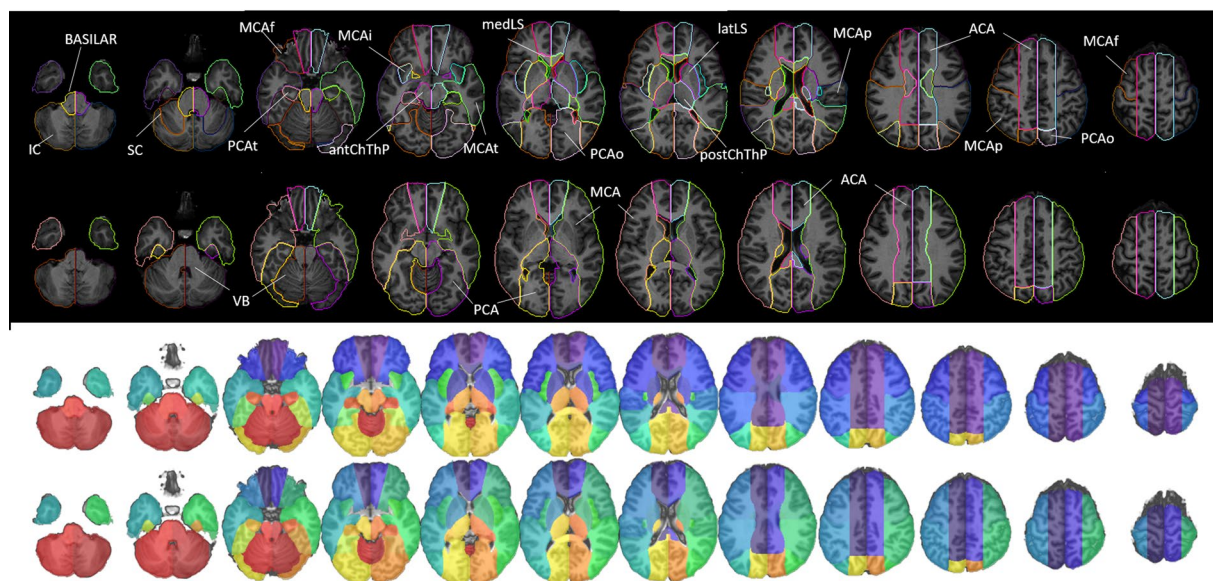 BASILAR
MCAf
MCAi
medLS
latLS
MCAp
ACA
MCAf
IC
SC
PCAt
antChThP
MCAt
PCAo
postChThP
MCAp
PCAo
MCA
ACA
VB
PCA